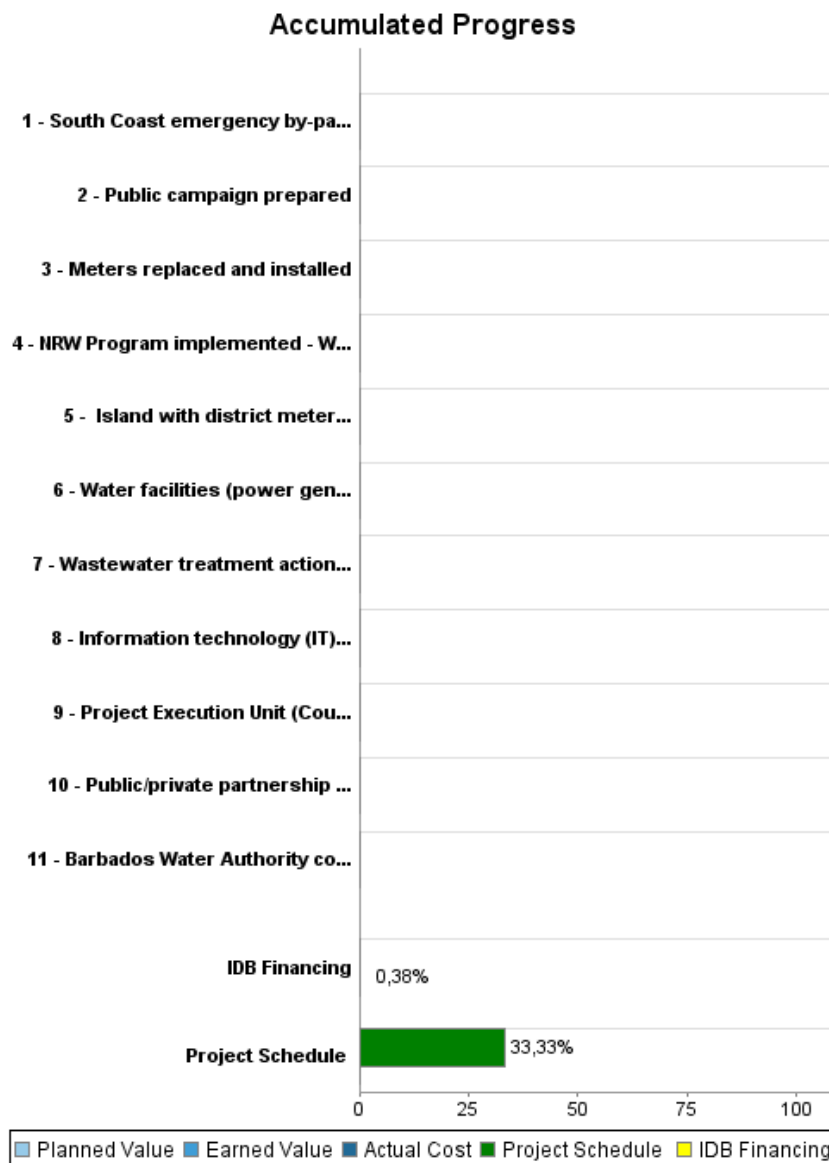 Accumulated Progress
1 - South Coast emergency by-pa...
2 - Public campaign prepared
3 - Meters replaced and installed
4 - NRW Program implemented - W...
5 - Island with district meter...
6 - Water facilities (power gen...
7 - Wastewater treatment action...
8 - Information technology (IT)...
9 - Project Execution Unit (Cou...
10 - Public/private partnership ...
11 - Barbados Water Authority co...
IDB Financing 0,38%
Project Schedule 33,33%
0 25 50 75 100
Planned Value Earned Value Actual Cost Project Schedule IDB Financing